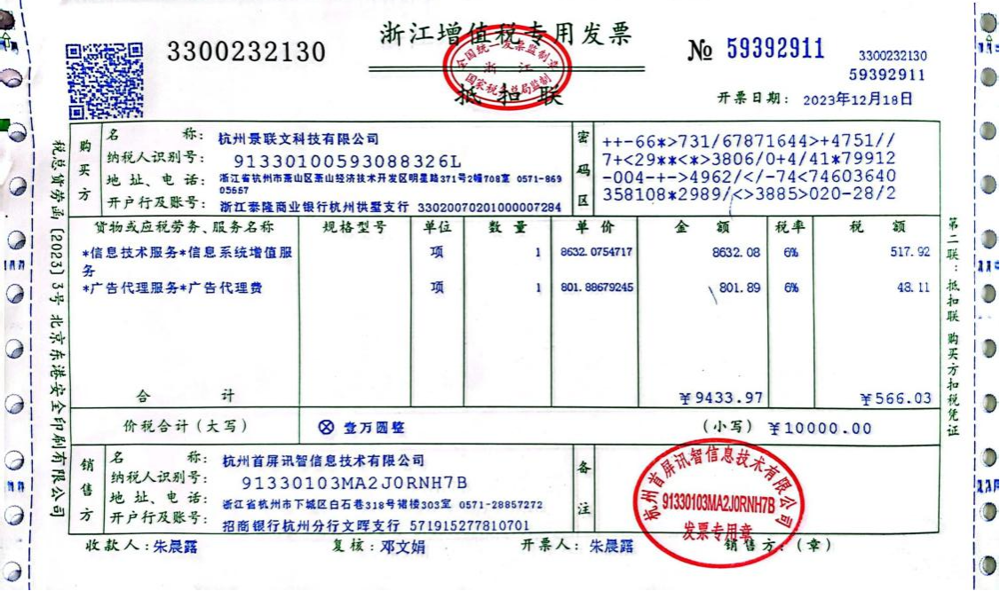 3300232130
浙江增值税专用发票
全国统一发票监制章
浙 江
国家税务总局监制
抵扣联
№ 59392911
3300232130
59392911
开票日期: 2023年12月18日
税总货劳函〔2023〕3号 北京东港安全印刷有限公司
购买方
名 称: 杭州景联文科技有限公司
纳税人识别号: 91330100593088326L
地 址、电 话: 浙江省杭州市萧山区萧山经济技术开发区明星路371号2幢708室 0571-869
05667
开户行及账号: 浙江泰隆商业银行杭州拱墅支行 33020070201000007284
密码区
++-66*>731/67871644>+4751//
7+<29**<*>3806/0+4/41*79912
-004-+->4962/</-74<74603640
358108*2989/<>3885>020-28/2
货物或应税劳务、服务名称 规格型号 单位 数 量 单 价 金 额 税率 税 额
*信息技术服务*信息系统增值服务 项 1 8632.0754717 8632.08 6% 517.92
*广告代理服务*广告代理费 项 1 801.88679245 801.89 6% 48.11
合 计 ¥9433.97 ¥566.03
价税合计(大写) ⊗ 壹万圆整 (小写) ¥10000.00
第二联:抵扣联 购买方扣税凭证
销售方
名 称: 杭州首屏讯智信息技术有限公司
纳税人识别号: 91330103MA2J0RNH7B
地 址、电 话: 浙江省杭州市下城区白石巷318号裙楼303室 0571-28857272
开户行及账号: 招商银行杭州分行文晖支行 571915277810701
备注
杭州首屏讯智信息技术有限公司
91330103MA2J0RNH7B
发票专用章
收款人:朱晨露 复核:邓文娟 开票人:朱晨露 销售方:(章)